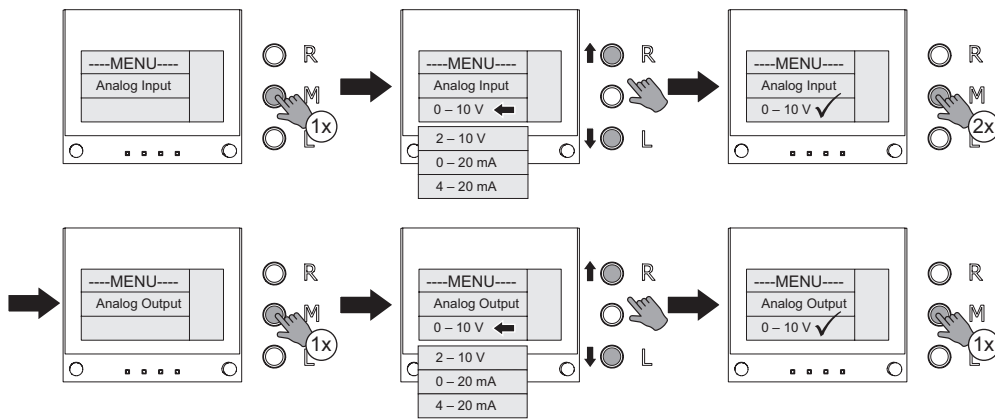 ----MENU----
Analog Input
R
M
L
1x
----MENU----
Analog Input
0 – 10 V
2 – 10 V
0 – 20 mA
4 – 20 mA
R
L
----MENU----
Analog Input
0 – 10 V
R
M
L
2x
----MENU----
Analog Output
R
M
L
1x
----MENU----
Analog Output
0 – 10 V
2 – 10 V
0 – 20 mA
4 – 20 mA
R
L
----MENU----
Analog Output
0 – 10 V
R
M
L
1x